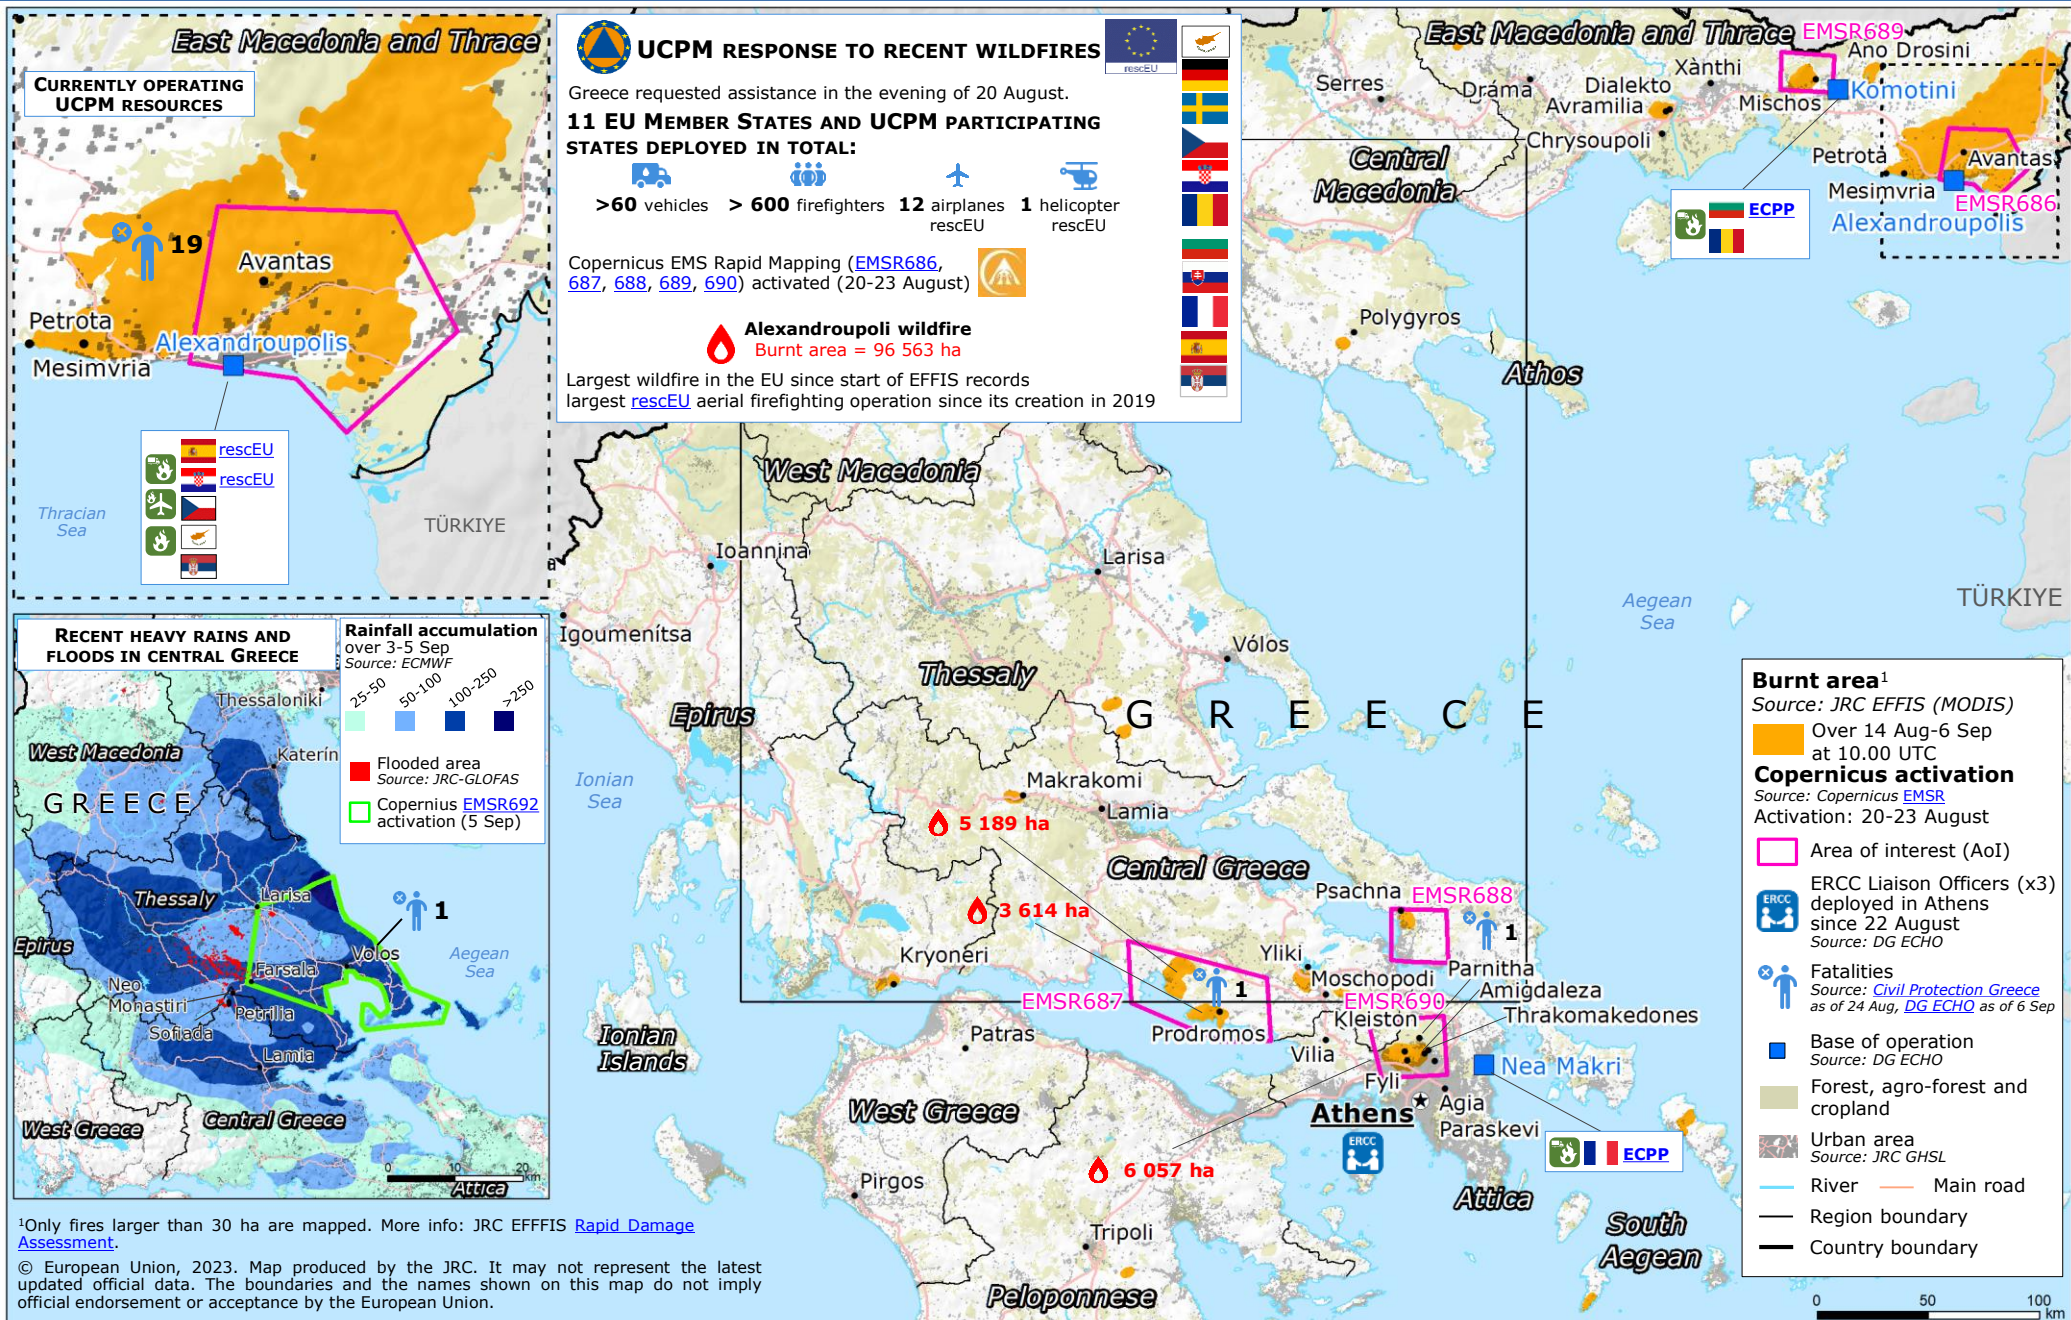 East Macedonia and Thrace
CURRENTLY OPERATING
UCPM RESOURCES
19
Avantas
Petrota
Mesimvria
Alexandroupolis
rescEU
rescEU
Thracian
Sea
TÜRKIYE
UCPM RESPONSE TO RECENT WILDFIRES
rescEU
Greece requested assistance in the evening of 20 August.
11 EU MEMBER STATES AND UCPM PARTICIPATING
STATES DEPLOYED IN TOTAL:
>60 vehicles
> 600 firefighters
12 airplanes
rescEU
1 helicopter
rescEU
Copernicus EMS Rapid Mapping (EMSR686,
687, 688, 689, 690) activated (20-23 August)
Alexandroupoli wildfire
Burnt area = 96 563 ha
Largest wildfire in the EU since start of EFFIS records
largest rescEU aerial firefighting operation since its creation in 2019
East Macedonia and Thrace
EMSR689
Ano Drosini
Serres
Dráma
Xànthi
Dialekto
Avramilia
Mischos
Komotini
Chrysoupoli
Central
Macedonia
Petrota
Avantas
Mesimvria
EMSR686
Alexandroupolis
ECPP
Polygyros
Athos
West Macedonia
Ioannina
Larisa
Igoumenítsa
Vólos
Thessaly
Epirus
GREECE
Aegean
Sea
TÜRKIYE
Ionian
Sea
Makrakomi
Lamia
5 189 ha
Central Greece
3 614 ha
Psachna
EMSR688
1
Kryoneri
Yliki
Moschopodi
Parnitha
Amigdaleza
1
EMSR687
EMSR690
Kleiston
Thrakomakedones
Prodromos
Patras
Vilia
Nea Makri
Fyli
Ionian
Islands
West Greece
Athens
Agia
Paraskevi
ERCC
ECPP
6 057 ha
Pirgos
Attica
Tripoli
South
Aegean
Peloponnese
RECENT HEAVY RAINS AND
FLOODS IN CENTRAL GREECE
Rainfall accumulation
over 3-5 Sep
Source: ECMWF
25-50
50-100
100-250
>250
Flooded area
Source: JRC-GLOFAS
Copernius EMSR692
activation (5 Sep)
Thessaloniki
West Macedonia
Katerín
GREECE
Thessaly
Larisa
1
Epirus
Volos
Aegean
Sea
Farsala
Neo
Monastiri
Petrilia
Sofiada
Lamia
Central Greece
West Greece
0 10 20
km
Attica
Burnt area¹
Source: JRC EFFIS (MODIS)
Over 14 Aug-6 Sep
at 10.00 UTC
Copernicus activation
Source: Copernicus EMSR
Activation: 20-23 August
Area of interest (AoI)
ERCC
ERCC Liaison Officers (x3)
deployed in Athens
since 22 August
Source: DG ECHO
Fatalities
Source: Civil Protection Greece
as of 24 Aug, DG ECHO as of 6 Sep
Base of operation
Source: DG ECHO
Forest, agro-forest and
cropland
Urban area
Source: JRC GHSL
River
Main road
Region boundary
Country boundary
0 50 100
km
¹Only fires larger than 30 ha are mapped. More info: JRC EFFFIS Rapid Damage
Assessment.
© European Union, 2023. Map produced by the JRC. It may not represent the latest
updated official data. The boundaries and the names shown on this map do not imply
official endorsement or acceptance by the European Union.